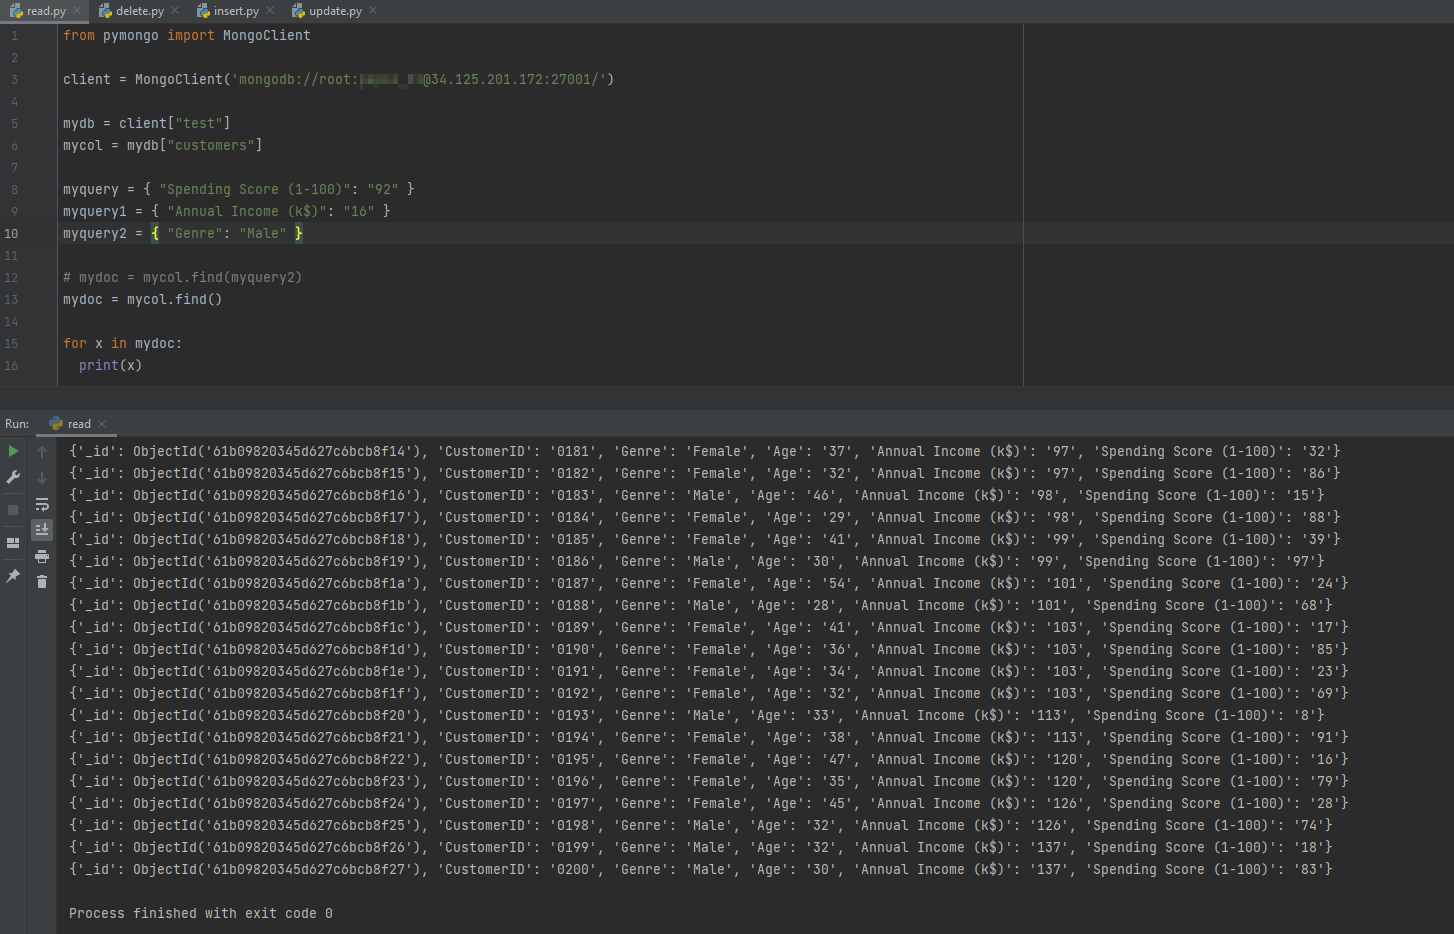 read.py delete.py insert.py update.py
1 from pymongo import MongoClient
2
3 client = MongoClient('mongodb://root: @34.125.201.172:27001/')
4
5 mydb = client["test"]
6 mycol = mydb["customers"]
7
8 myquery = { "Spending Score (1-100)": "92" }
9 myquery1 = { "Annual Income (k$)": "16" }
10 myquery2 = { "Genre": "Male" }
11
12 # mydoc = mycol.find(myquery2)
13 mydoc = mycol.find()
14
15 for x in mydoc:
16 print(x)
Run: read
{'_id': ObjectId('61b09820345d627c6bcb8f14'), 'CustomerID': '0181', 'Genre': 'Female', 'Age': '37', 'Annual Income (k$)': '97', 'Spending Score (1-100)': '32'}
{'_id': ObjectId('61b09820345d627c6bcb8f15'), 'CustomerID': '0182', 'Genre': 'Female', 'Age': '32', 'Annual Income (k$)': '97', 'Spending Score (1-100)': '86'}
{'_id': ObjectId('61b09820345d627c6bcb8f16'), 'CustomerID': '0183', 'Genre': 'Male', 'Age': '46', 'Annual Income (k$)': '98', 'Spending Score (1-100)': '15'}
{'_id': ObjectId('61b09820345d627c6bcb8f17'), 'CustomerID': '0184', 'Genre': 'Female', 'Age': '29', 'Annual Income (k$)': '98', 'Spending Score (1-100)': '88'}
{'_id': ObjectId('61b09820345d627c6bcb8f18'), 'CustomerID': '0185', 'Genre': 'Female', 'Age': '41', 'Annual Income (k$)': '99', 'Spending Score (1-100)': '39'}
{'_id': ObjectId('61b09820345d627c6bcb8f19'), 'CustomerID': '0186', 'Genre': 'Male', 'Age': '30', 'Annual Income (k$)': '99', 'Spending Score (1-100)': '97'}
{'_id': ObjectId('61b09820345d627c6bcb8f1a'), 'CustomerID': '0187', 'Genre': 'Female', 'Age': '54', 'Annual Income (k$)': '101', 'Spending Score (1-100)': '24'}
{'_id': ObjectId('61b09820345d627c6bcb8f1b'), 'CustomerID': '0188', 'Genre': 'Male', 'Age': '28', 'Annual Income (k$)': '101', 'Spending Score (1-100)': '68'}
{'_id': ObjectId('61b09820345d627c6bcb8f1c'), 'CustomerID': '0189', 'Genre': 'Female', 'Age': '41', 'Annual Income (k$)': '103', 'Spending Score (1-100)': '17'}
{'_id': ObjectId('61b09820345d627c6bcb8f1d'), 'CustomerID': '0190', 'Genre': 'Female', 'Age': '36', 'Annual Income (k$)': '103', 'Spending Score (1-100)': '85'}
{'_id': ObjectId('61b09820345d627c6bcb8f1e'), 'CustomerID': '0191', 'Genre': 'Female', 'Age': '34', 'Annual Income (k$)': '103', 'Spending Score (1-100)': '23'}
{'_id': ObjectId('61b09820345d627c6bcb8f1f'), 'CustomerID': '0192', 'Genre': 'Female', 'Age': '32', 'Annual Income (k$)': '103', 'Spending Score (1-100)': '69'}
{'_id': ObjectId('61b09820345d627c6bcb8f20'), 'CustomerID': '0193', 'Genre': 'Male', 'Age': '33', 'Annual Income (k$)': '113', 'Spending Score (1-100)': '8'}
{'_id': ObjectId('61b09820345d627c6bcb8f21'), 'CustomerID': '0194', 'Genre': 'Female', 'Age': '38', 'Annual Income (k$)': '113', 'Spending Score (1-100)': '91'}
{'_id': ObjectId('61b09820345d627c6bcb8f22'), 'CustomerID': '0195', 'Genre': 'Female', 'Age': '47', 'Annual Income (k$)': '120', 'Spending Score (1-100)': '16'}
{'_id': ObjectId('61b09820345d627c6bcb8f23'), 'CustomerID': '0196', 'Genre': 'Female', 'Age': '35', 'Annual Income (k$)': '120', 'Spending Score (1-100)': '79'}
{'_id': ObjectId('61b09820345d627c6bcb8f24'), 'CustomerID': '0197', 'Genre': 'Female', 'Age': '45', 'Annual Income (k$)': '126', 'Spending Score (1-100)': '28'}
{'_id': ObjectId('61b09820345d627c6bcb8f25'), 'CustomerID': '0198', 'Genre': 'Male', 'Age': '32', 'Annual Income (k$)': '126', 'Spending Score (1-100)': '74'}
{'_id': ObjectId('61b09820345d627c6bcb8f26'), 'CustomerID': '0199', 'Genre': 'Male', 'Age': '32', 'Annual Income (k$)': '137', 'Spending Score (1-100)': '18'}
{'_id': ObjectId('61b09820345d627c6bcb8f27'), 'CustomerID': '0200', 'Genre': 'Male', 'Age': '30', 'Annual Income (k$)': '137', 'Spending Score (1-100)': '83'}
Process finished with exit code 0